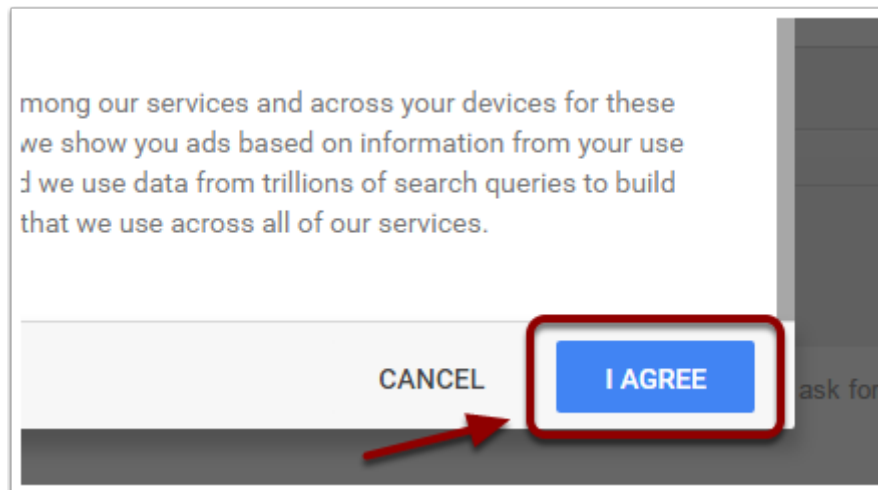 mong our services and across your devices for these
we show you ads based on information from your use
d we use data from trillions of search queries to build
that we use across all of our services.
CANCEL I AGREE
ask for